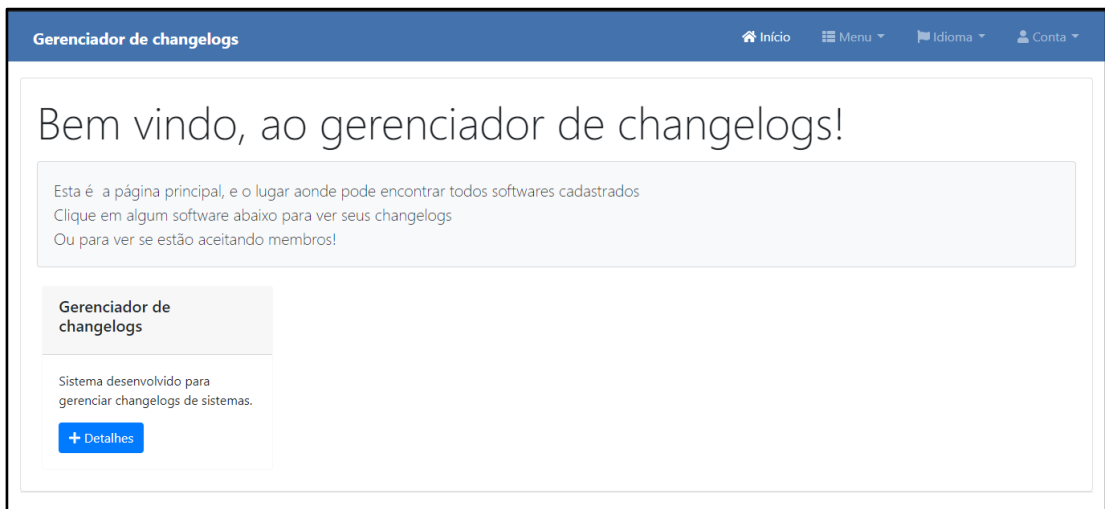 Gerenciador de changelogs
Início
Menu
Idioma
Conta
Bem vindo, ao gerenciador de changelogs!
Esta é a página principal, e o lugar aonde pode encontrar todos softwares cadastrados
Clique em algum software abaixo para ver seus changelogs
Ou para ver se estão aceitando membros!
Gerenciador de
changelogs
Sistema desenvolvido para
gerenciar changelogs de sistemas.
+ Detalhes